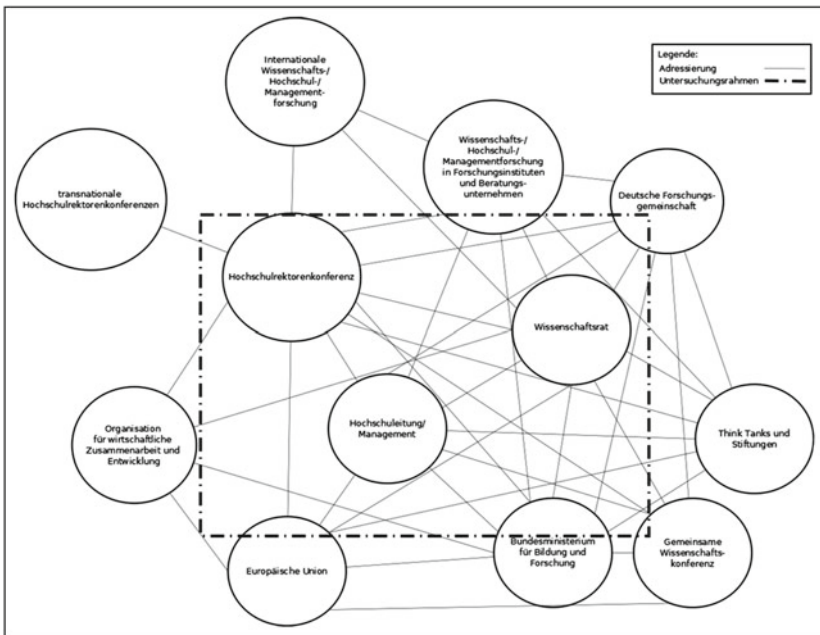 Internationale
Wissenschafts-/
Hochschul-/
Management-
forschung
Legende:
Adressierung
Untersuchungsrahmen
Wissenschafts-/
Hochschul-/
Managementforschung
in Forschungsinstituten
und Beratungs-
unternehmen
transnationale
Hochschulrektorenkonferenzen
Deutsche Forschungs-
gemeinschaft
Hochschulrektorenkonferenz
Wissenschaftsrat
Organisation
für wirtschaftliche
Zusammenarbeit und
Entwicklung
Hochschuleitung/
Management
Think Tanks und
Stiftungen
Europäische Union
Bundesministerium
für Bildung und
Forschung
Gemeinsame
Wissenschafts-
konferenz